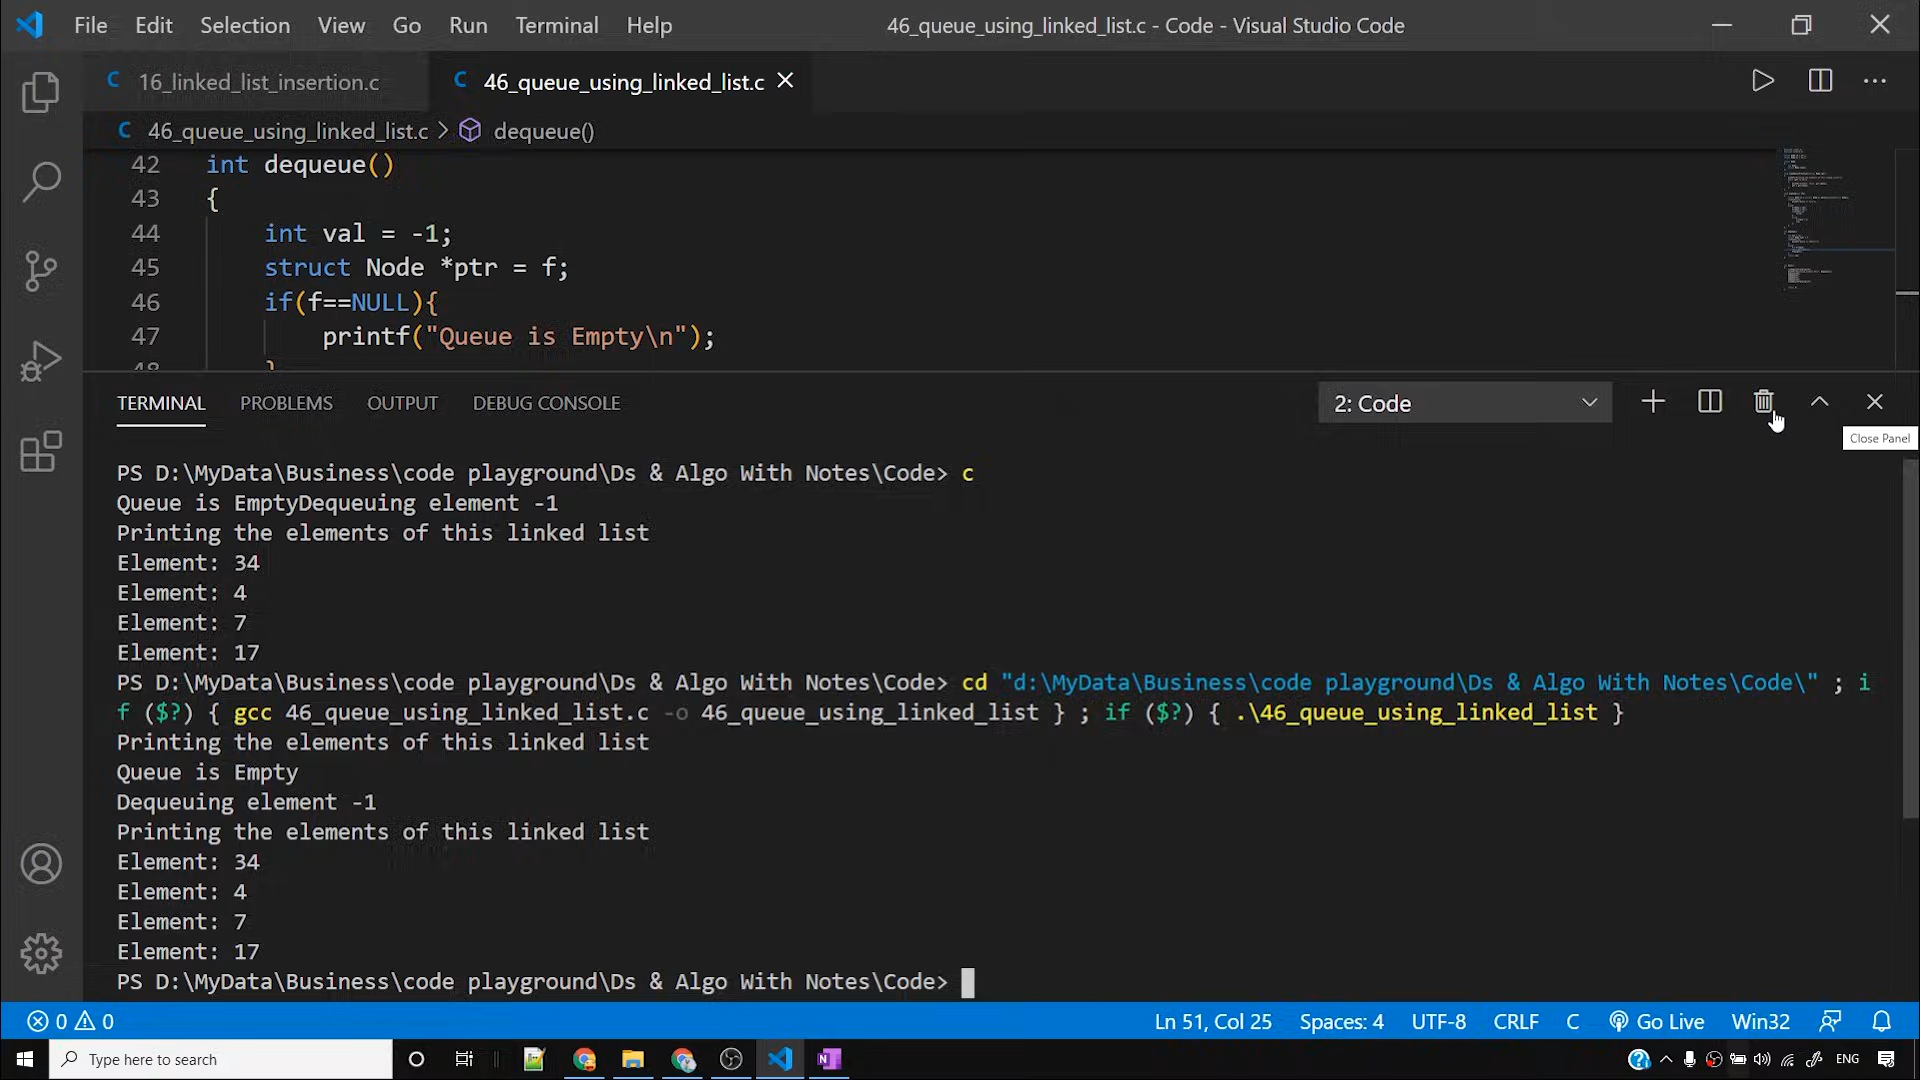 File Edit Selection View Go Run Terminal Help 46_queue_using_linked_list.c - Code - Visual Studio Code
C 16_linked_list_insertion.c C 46_queue_using_linked_list.c
C 46_queue_using_linked_list.c > dequeue()
42 int dequeue()
43 {
44 int val = -1;
45 struct Node *ptr = f;
46 if(f==NULL){
47 printf("Queue is Empty\n");
48 }
TERMINAL PROBLEMS OUTPUT DEBUG CONSOLE 2: Code
Close Panel
PS D:\MyData\Business\code playground\Ds & Algo With Notes\Code> c
Queue is EmptyDequeuing element -1
Printing the elements of this linked list
Element: 34
Element: 4
Element: 7
Element: 17
PS D:\MyData\Business\code playground\Ds & Algo With Notes\Code> cd "d:\MyData\Business\code playground\Ds & Algo With Notes\Code\" ; i
f ($?) { gcc 46_queue_using_linked_list.c -o 46_queue_using_linked_list } ; if ($?) { .\46_queue_using_linked_list }
Printing the elements of this linked list
Queue is Empty
Dequeuing element -1
Printing the elements of this linked list
Element: 34
Element: 4
Element: 7
Element: 17
PS D:\MyData\Business\code playground\Ds & Algo With Notes\Code>
0 0 Ln 51, Col 25 Spaces: 4 UTF-8 CRLF C Go Live Win32
Type here to search ENG